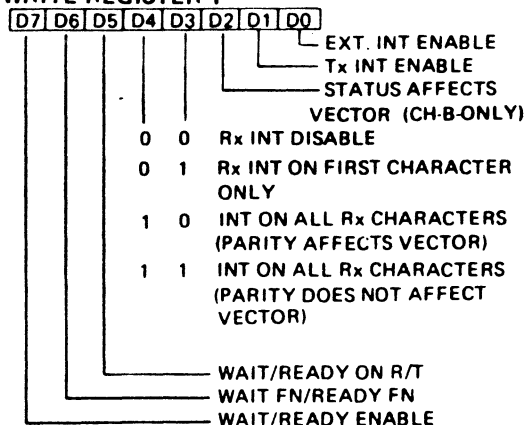 WRITE REGISTER 1
D7 D6 D5 D4 D3 D2 D1 D0
EXT. INT ENABLE
Tx INT ENABLE
STATUS AFFECTS
VECTOR (CH-B-ONLY)
0 0 Rx INT DISABLE
0 1 Rx INT ON FIRST CHARACTER
ONLY
1 0 INT ON ALL Rx CHARACTERS
(PARITY AFFECTS VECTOR)
1 1 INT ON ALL Rx CHARACTERS
(PARITY DOES NOT AFFECT
VECTOR)
WAIT/READY ON R/T
WAIT FN/READY FN
WAIT/READY ENABLE